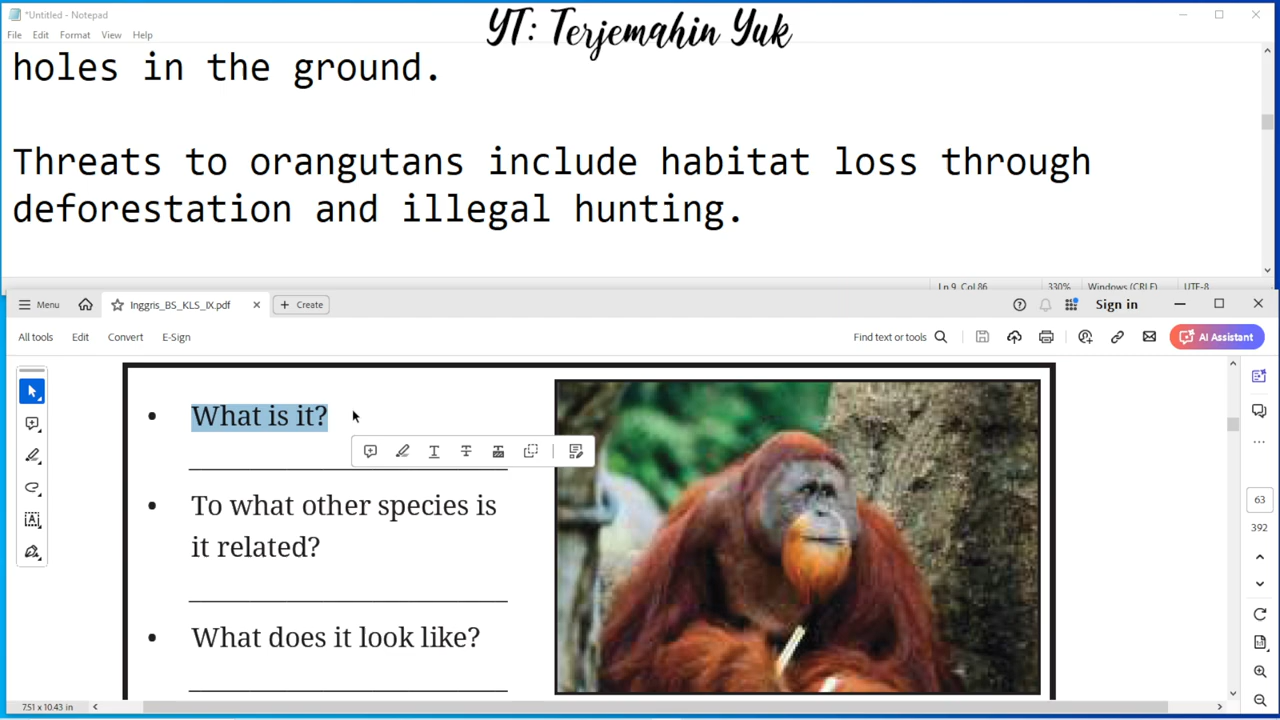 *Untitled - Notepad
YT: Terjemahin Yuk
File Edit Format View Help
holes in the ground.
Threats to orangutans include habitat loss through
deforestation and illegal hunting.
Ln 9, Col 86 330% Windows (CRLF) UTF-8
Menu Inggris_BS_KLS_IX.pdf Create Sign in
All tools Edit Convert E-Sign Find text or tools AI Assistant
• What is it?
• To what other species is
it related?
• What does it look like?
63
392
7.51 x 10.43 in